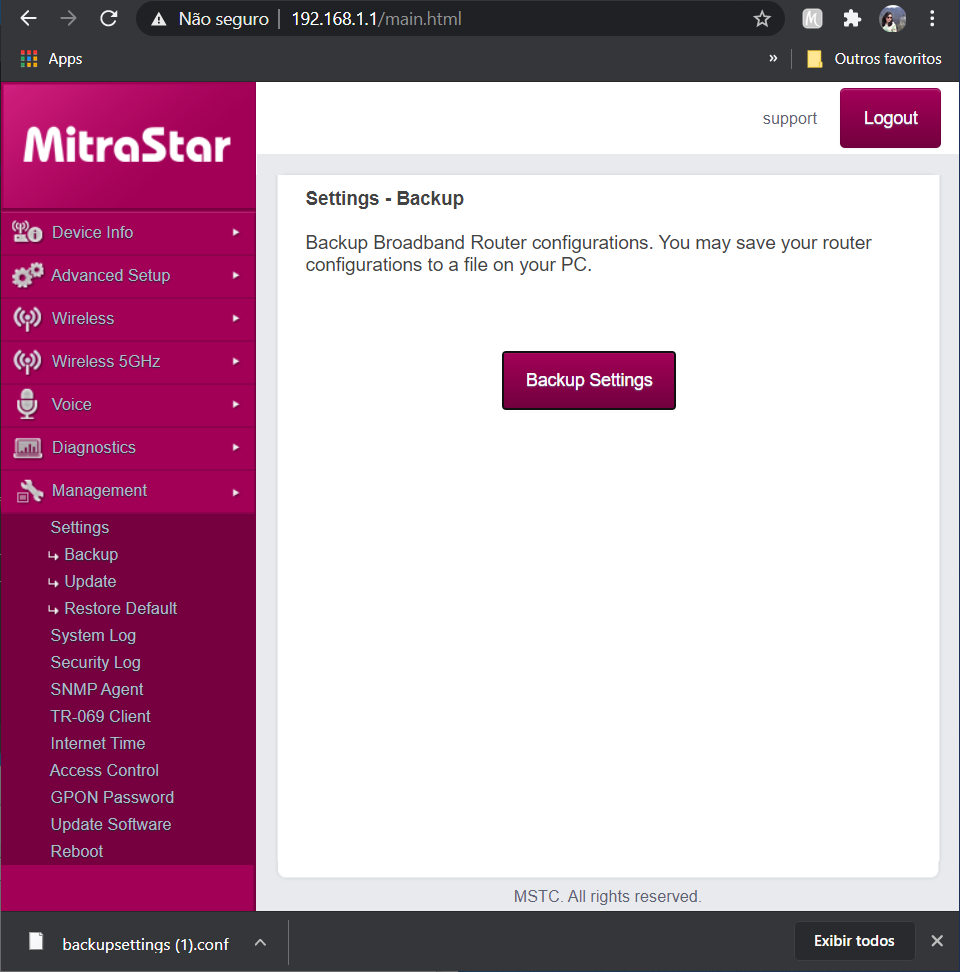 Não seguro | 192.168.1.1/main.html
M
Apps
»
Outros favoritos
MitraStar
support
Logout
Device Info
Advanced Setup
Wireless
Wireless 5GHz
Voice
Diagnostics
Management
Settings
Backup
Update
Restore Default
System Log
Security Log
SNMP Agent
TR-069 Client
Internet Time
Access Control
GPON Password
Update Software
Reboot
Settings - Backup
Backup Broadband Router configurations. You may save your router
configurations to a file on your PC.
Backup Settings
MSTC. All rights reserved.
backupsettings (1).conf
Exibir todos